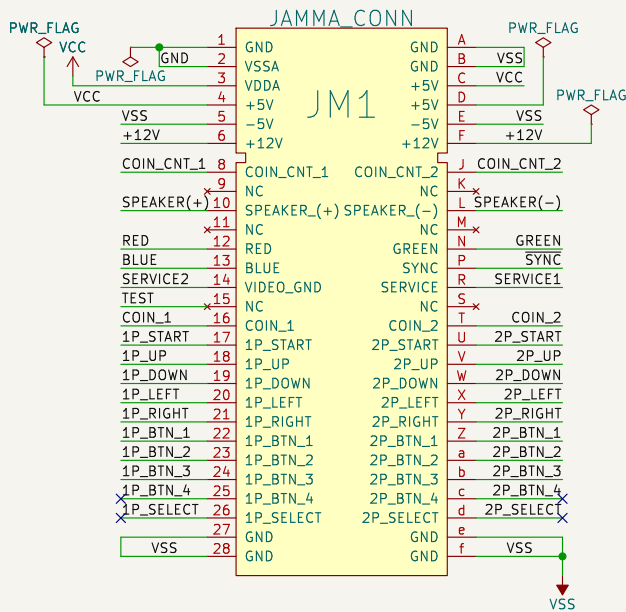 JAMMA_CONN
JM1
PWR_FLAG
VCC
PWR_FLAG
PWR_FLAG
PWR_FLAG
1 GND GND A
GND 2 VSSA GND B VSS
3 VDDA +5V C VCC
VCC 4 +5V +5V D
VSS 5 -5V -5V E VSS
+12V 6 +12V +12V F +12V
COIN_CNT_1 8 COIN_CNT_1 COIN_CNT_2 J COIN_CNT_2
9 NC NC K
SPEAKER(+) 10 SPEAKER_(+) SPEAKER_(-) L SPEAKER(-)
11 NC NC M
RED 12 RED GREEN N GREEN
BLUE 13 BLUE SYNC P SYNC
SERVICE2 14 VIDEO_GND SERVICE R SERVICE1
TEST 15 NC NC S
COIN_1 16 COIN_1 COIN_2 T COIN_2
1P_START 17 1P_START 2P_START U 2P_START
1P_UP 18 1P_UP 2P_UP V 2P_UP
1P_DOWN 19 1P_DOWN 2P_DOWN W 2P_DOWN
1P_LEFT 20 1P_LEFT 2P_LEFT X 2P_LEFT
1P_RIGHT 21 1P_RIGHT 2P_RIGHT Y 2P_RIGHT
1P_BTN_1 22 1P_BTN_1 2P_BTN_1 Z 2P_BTN_1
1P_BTN_2 23 1P_BTN_2 2P_BTN_2 a 2P_BTN_2
1P_BTN_3 24 1P_BTN_3 2P_BTN_3 b 2P_BTN_3
1P_BTN_4 25 1P_BTN_4 2P_BTN_4 c 2P_BTN_4
1P_SELECT 26 1P_SELECT 2P_SELECT d 2P_SELECT
27 GND GND e
VSS 28 GND GND f VSS
VSS